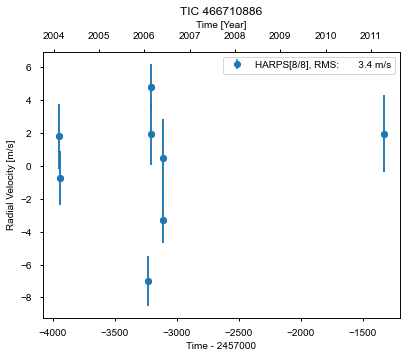 TIC 466710886
Time [Year]
2004 2005 2006 2007 2008 2009 2010 2011
HARPS[8/8], RMS: 3.4 m/s
Radial Velocity [m/s]
6
4
2
0
−2
−4
−6
−8
−4000 −3500 −3000 −2500 −2000 −1500
Time - 2457000